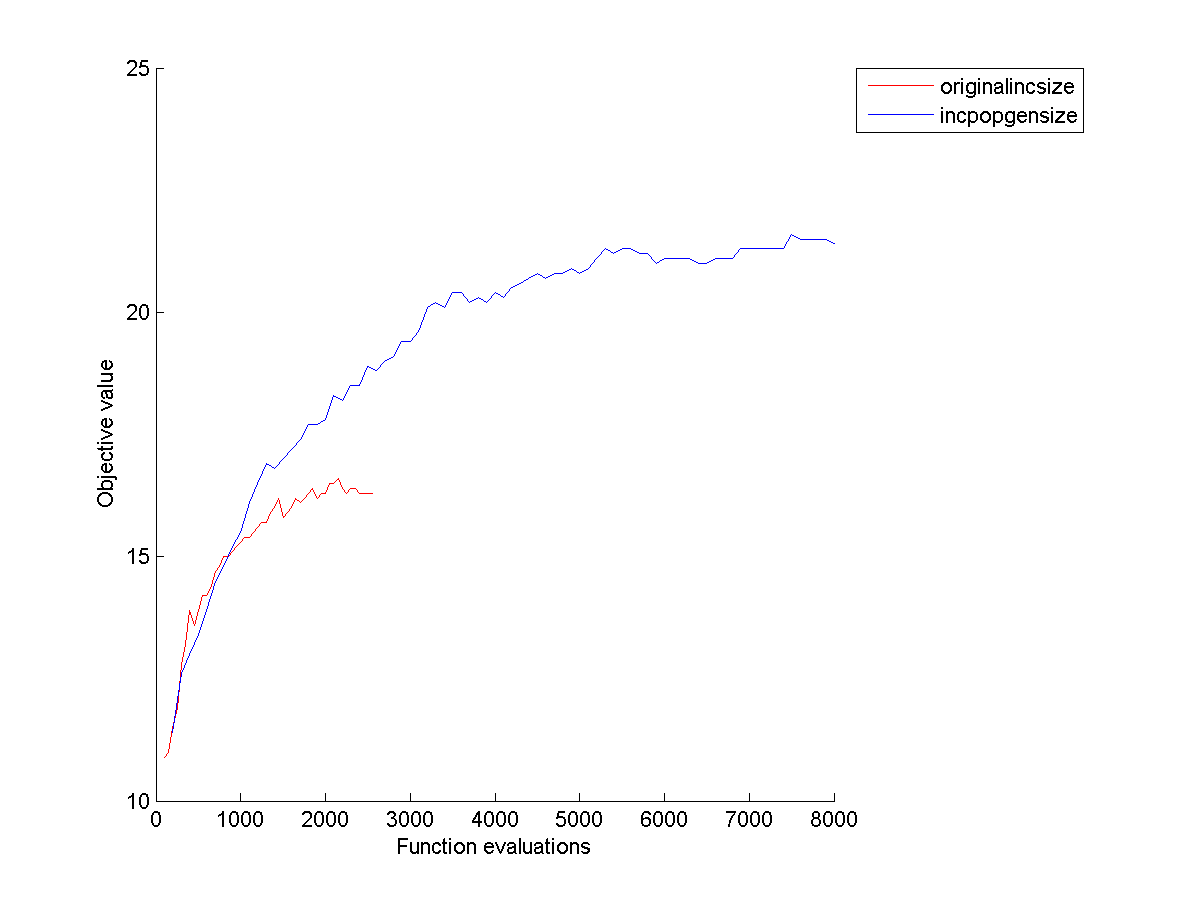 25
20
15
10
0 1000 2000 3000 4000 5000 6000 7000 8000
Objective value
Function evaluations
originalincsize
incpopgensize